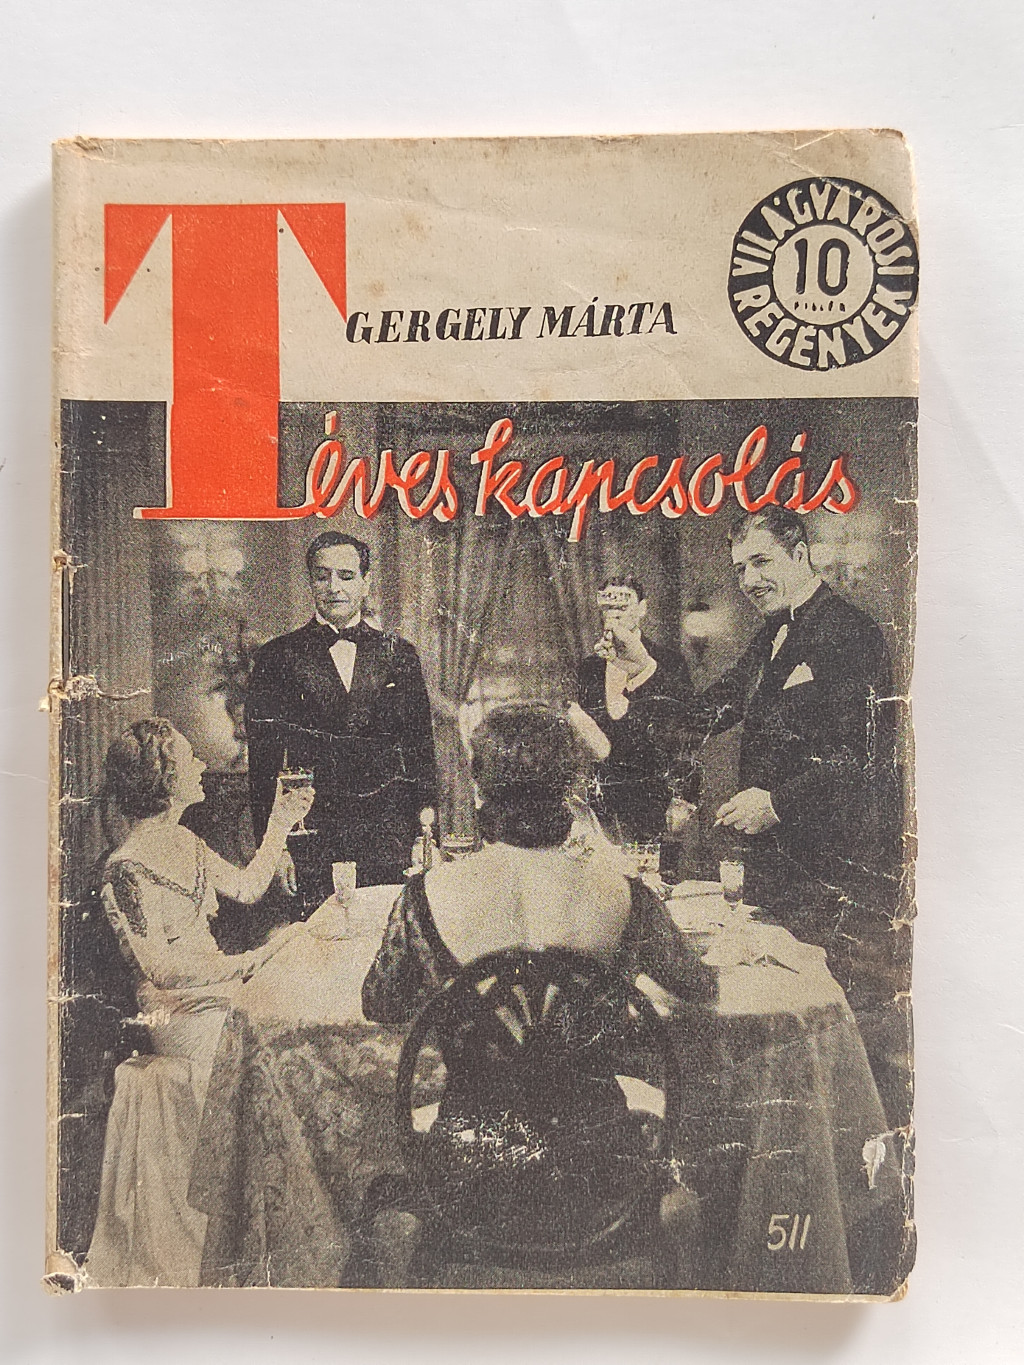 GERGELY MÁRTA
VILÁGVÁROSI
REGÉNYEK
10
FILLÉR
Téves kapcsolás
511